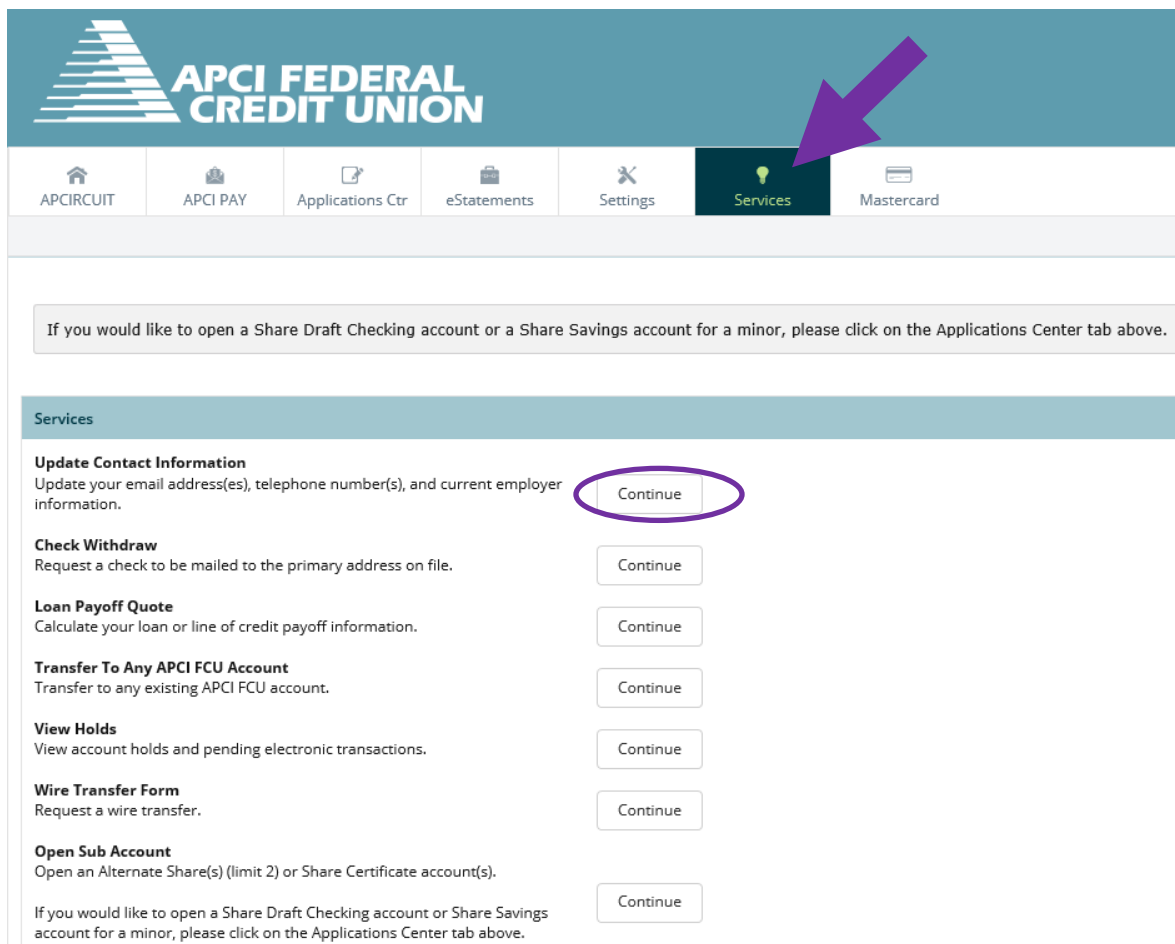 APCI FEDERAL
CREDIT UNION
APCIRCUIT
APCI PAY
Applications Ctr
eStatements
Settings
Services
Mastercard
If you would like to open a Share Draft Checking account or a Share Savings account for a minor, please click on the Applications Center tab above.
Services
Update Contact Information
Update your email address(es), telephone number(s), and current employer
information.
Continue
Check Withdraw
Request a check to be mailed to the primary address on file.
Continue
Loan Payoff Quote
Calculate your loan or line of credit payoff information.
Continue
Transfer To Any APCI FCU Account
Transfer to any existing APCI FCU account.
Continue
View Holds
View account holds and pending electronic transactions.
Continue
Wire Transfer Form
Request a wire transfer.
Continue
Open Sub Account
Open an Alternate Share(s) (limit 2) or Share Certificate account(s).
Continue
If you would like to open a Share Draft Checking account or Share Savings
account for a minor, please click on the Applications Center tab above.